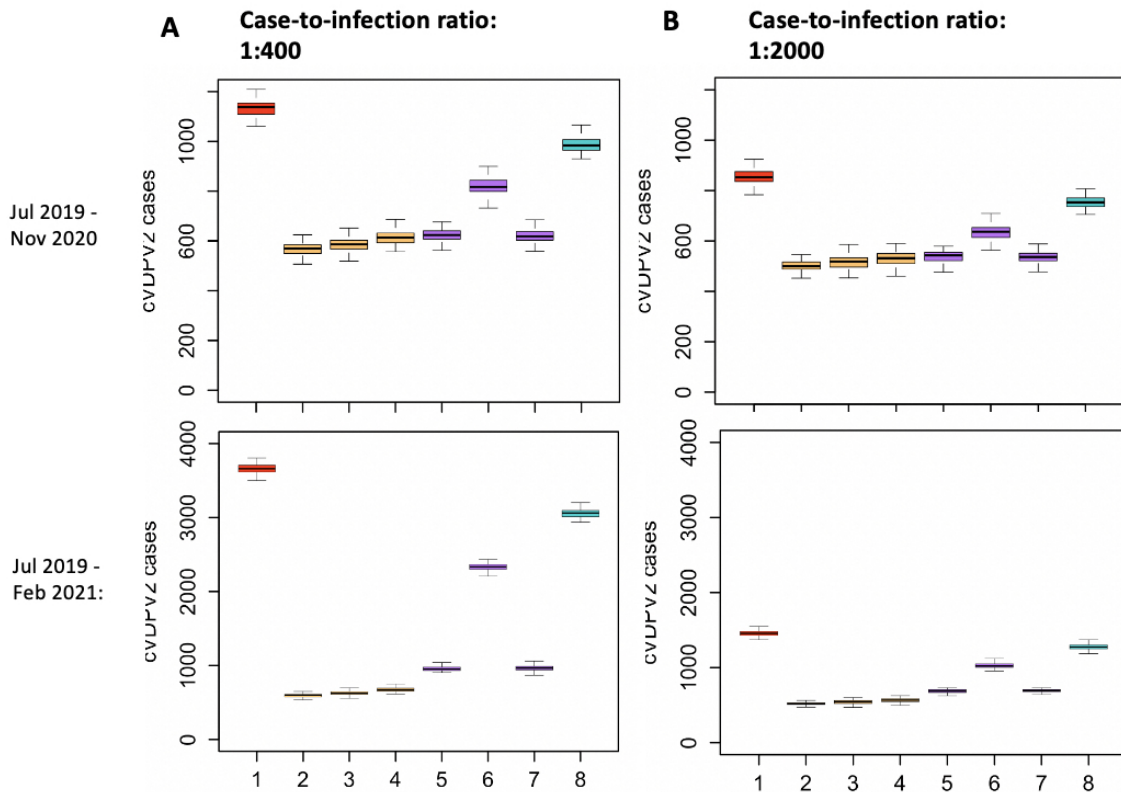 A
Case-to-infection ratio:
1:400
B
Case-to-infection ratio:
1:2000
Jul 2019 -
Nov 2020
cvDPV2 cases
1000
600
200
0
cvDPV2 cases
1000
600
200
0
Jul 2019 -
Feb 2021:
cvDPV2 cases
4000
3000
2000
1000
0
1 2 3 4 5 6 7 8
cvDPV2 cases
4000
3000
2000
1000
0
1 2 3 4 5 6 7 8